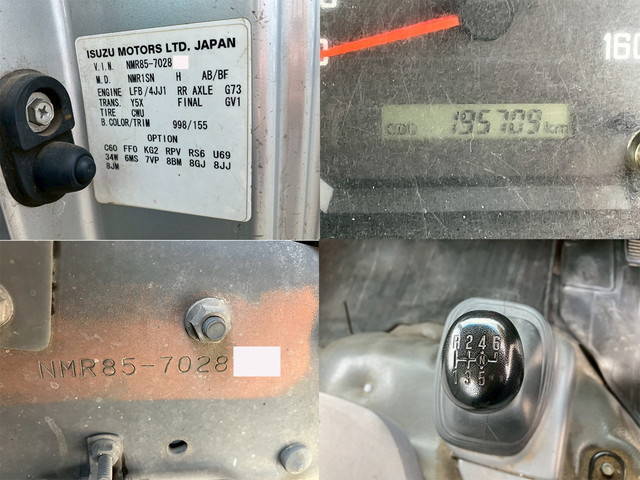 ISUZU MOTORS LTD. JAPAN
V.I.N. NMR85-7028
M.D. NMR1SN H AB/BF
ENGINE LFB/4JJ1 RR AXLE G73
TRANS. Y5X FINAL GV1
TIRE CWU
B.COLOR/TRIM 998/155
OPTION
C60 FF0 KG2 RPV RS6 U69
34W 6MS 7VP 8BM 8GJ 8JJ
8JM
160
ODO 195709 km
NMR85-7028
R 2 4 6
N
1 3 5